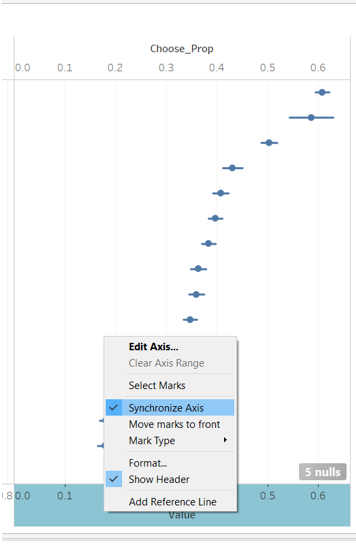 Choose_Prop
0.0 0.1 0.2 0.3 0.4 0.5 0.6
Edit Axis...
Clear Axis Range
Select Marks
Synchronize Axis
Move marks to front
Mark Type
Format...
Show Header
Add Reference Line
5 nulls
0.8 0.0 0.1 0.5 0.6
Value